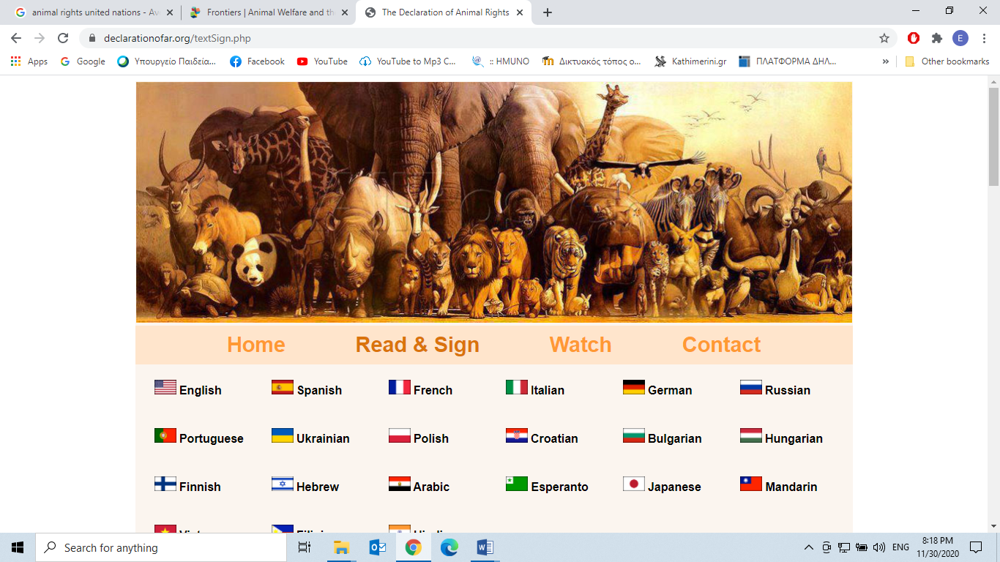 animal rights united nations - Av
Frontiers | Animal Welfare and th
The Declaration of Animal Rights
declarationofar.org/textSign.php
E
Apps
Google
Υπουργείο Παιδεία...
Facebook
YouTube
YouTube to Mp3 C...
:: HMUNO
Δικτυακός τόπος ο...
Kathimerini.gr
ΠΛΑΤΦΟΡΜΑ ΔΗΛ...
Other bookmarks
Home Read & Sign Watch Contact
English Spanish French Italian German Russian
Portuguese Ukrainian Polish Croatian Bulgarian Hungarian
Finnish Hebrew Arabic Esperanto Japanese Mandarin
Search for anything
ENG
8:18 PM
11/30/2020